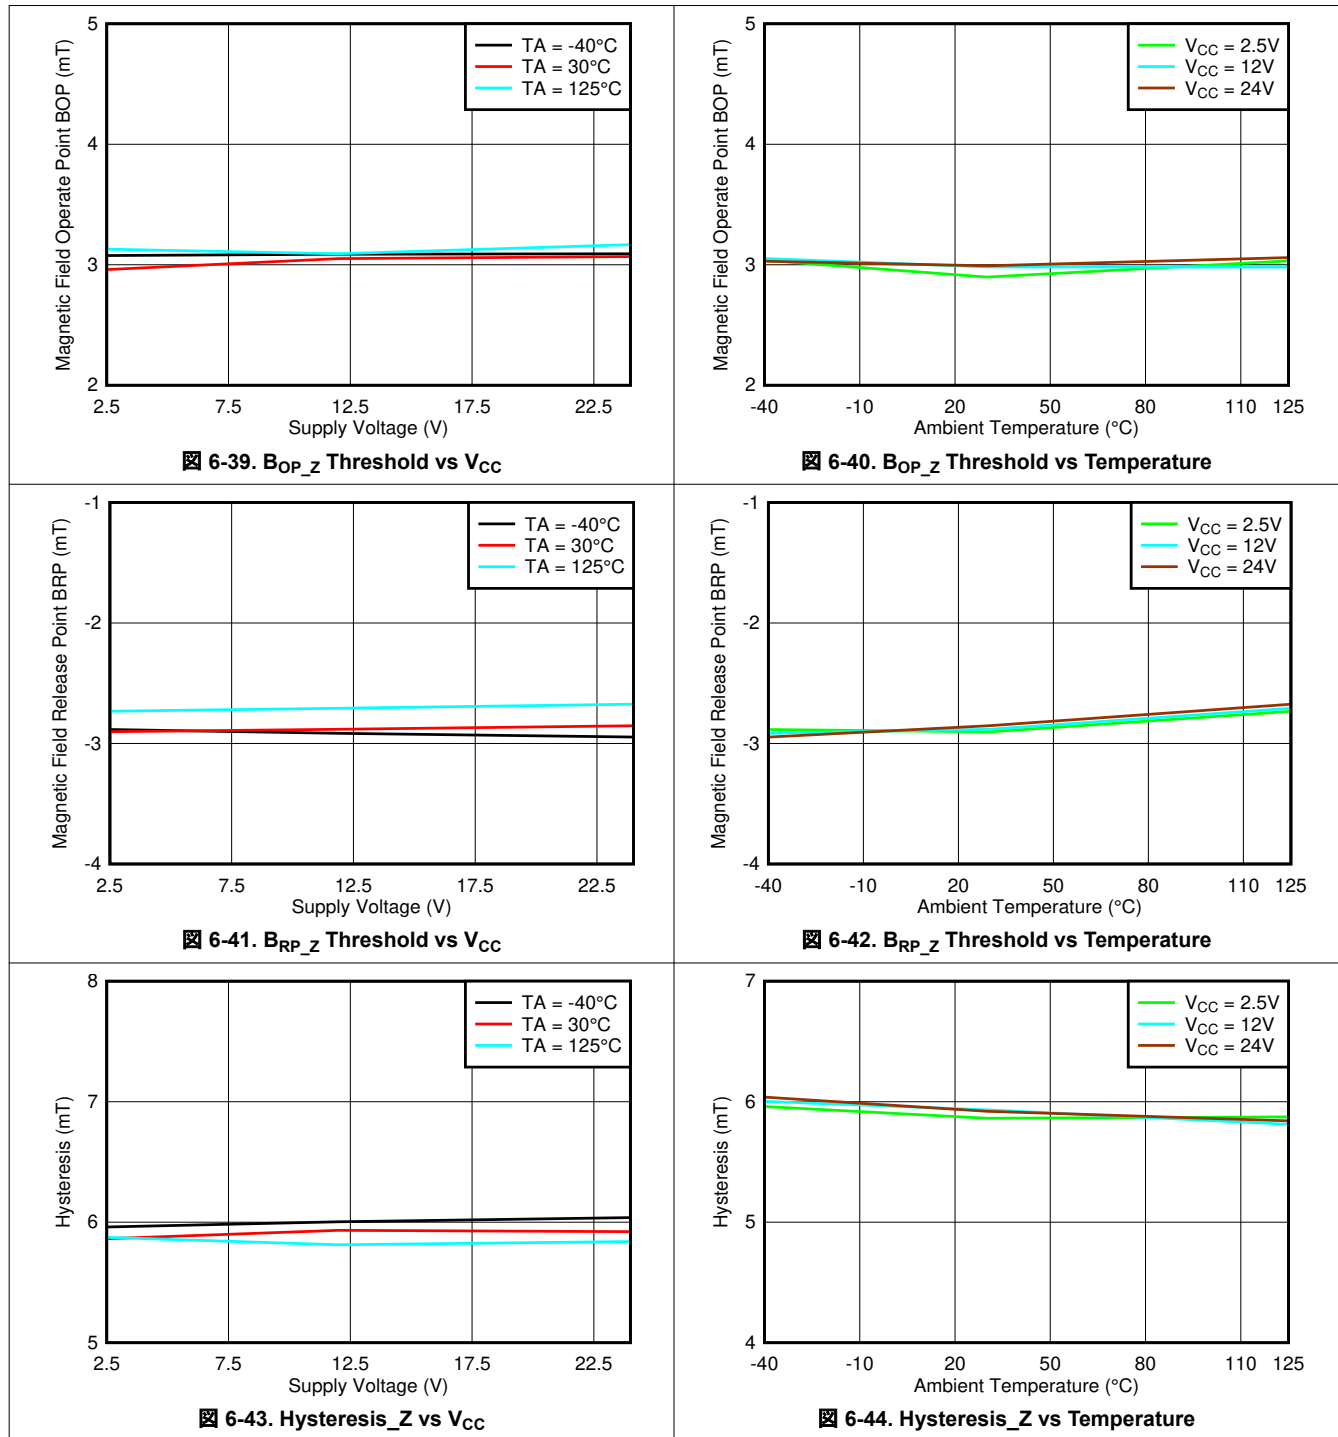 Magnetic Field Operate Point BOP (mT)
5
4
3
2
TA = -40°C
TA = 30°C
TA = 125°C
2.5 7.5 12.5 17.5 22.5
Supply Voltage (V)
図 6-39. BOP_Z Threshold vs VCC
Magnetic Field Operate Point BOP (mT)
5
4
3
2
VCC = 2.5V
VCC = 12V
VCC = 24V
-40 -10 20 50 80 110 125
Ambient Temperature (°C)
図 6-40. BOP_Z Threshold vs Temperature
Magnetic Field Release Point BRP (mT)
-1
-2
-3
-4
TA = -40°C
TA = 30°C
TA = 125°C
2.5 7.5 12.5 17.5 22.5
Supply Voltage (V)
図 6-41. BRP_Z Threshold vs VCC
Magnetic Field Release Point BRP (mT)
-1
-2
-3
-4
VCC = 2.5V
VCC = 12V
VCC = 24V
-40 -10 20 50 80 110 125
Ambient Temperature (°C)
図 6-42. BRP_Z Threshold vs Temperature
Hysteresis (mT)
8
7
6
5
TA = -40°C
TA = 30°C
TA = 125°C
2.5 7.5 12.5 17.5 22.5
Supply Voltage (V)
図 6-43. Hysteresis_Z vs VCC
Hysteresis (mT)
7
6
5
4
VCC = 2.5V
VCC = 12V
VCC = 24V
-40 -10 20 50 80 110 125
Ambient Temperature (°C)
図 6-44. Hysteresis_Z vs Temperature